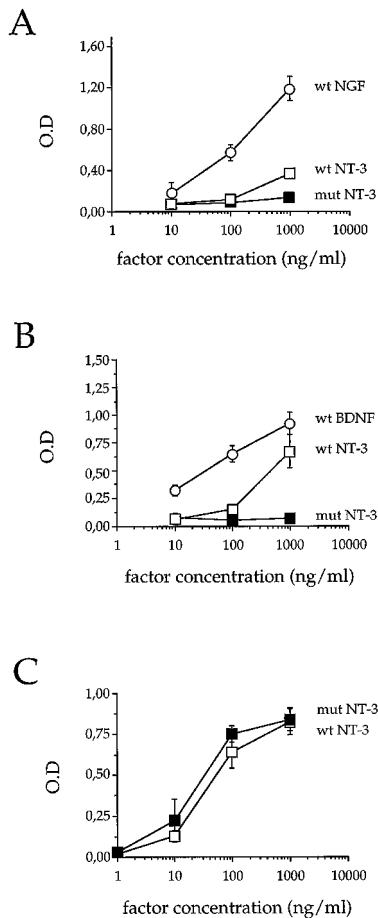 A
1,60
1,20
0,80
0,40
0,00
O.D
wt NGF
wt NT-3
mut NT-3
1 10 100 1000 10000
factor concentration (ng/ml)
B
1,50
1,25
1,00
0,75
0,50
0,25
0,00
O.D
wt BDNF
wt NT-3
mut NT-3
1 10 100 1000 10000
factor concentration (ng/ml)
C
1,00
0,75
0,50
0,25
0,00
O.D
mut NT-3
wt NT-3
1 10 100 1000 10000
factor concentration (ng/ml)